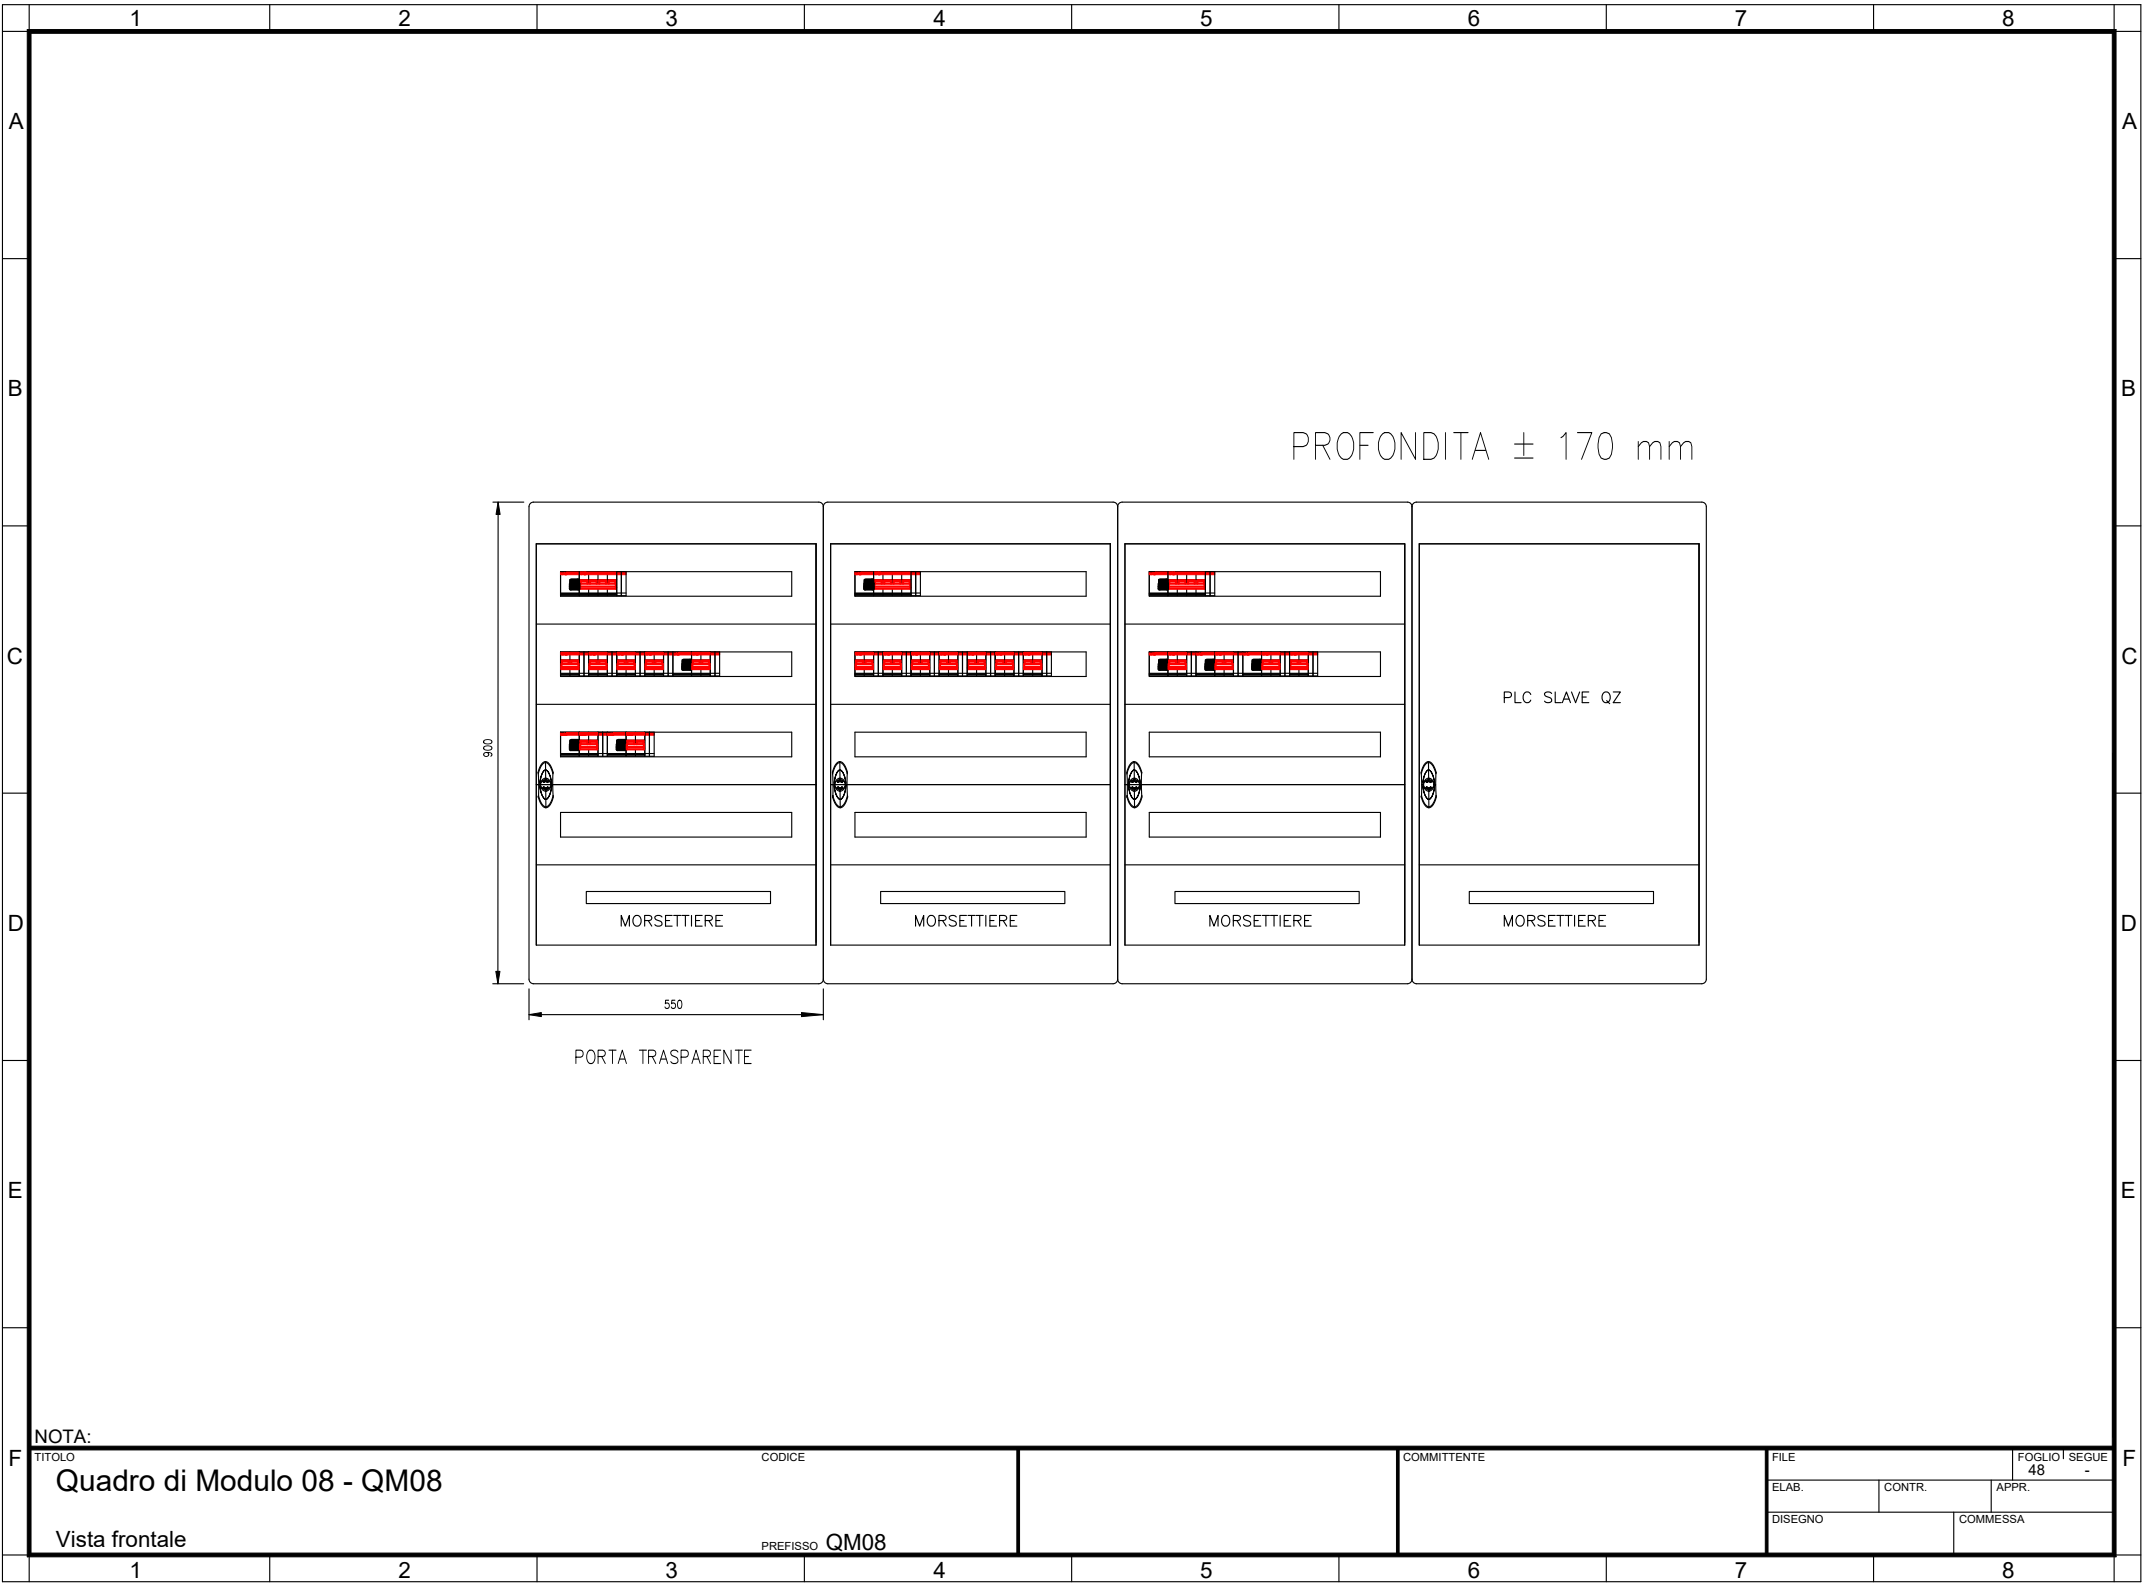 1 2 3 4 5 6 7 8
A A
B B
PROFONDITA ± 170 mm
C C
PLC SLAVE QZ
900
D D
MORSETTIERE MORSETTIERE MORSETTIERE MORSETTIERE
550
PORTA TRASPARENTE
E E
NOTA:
F F
TITOLO
Quadro di Modulo 08 - QM08
Vista frontale
CODICE
PREFISSO QM08
COMMITTENTE
FILE FOGLIO SEGUE
48 -
ELAB. CONTR. APPR.
DISEGNO COMMESSA
1 2 3 4 5 6 7 8